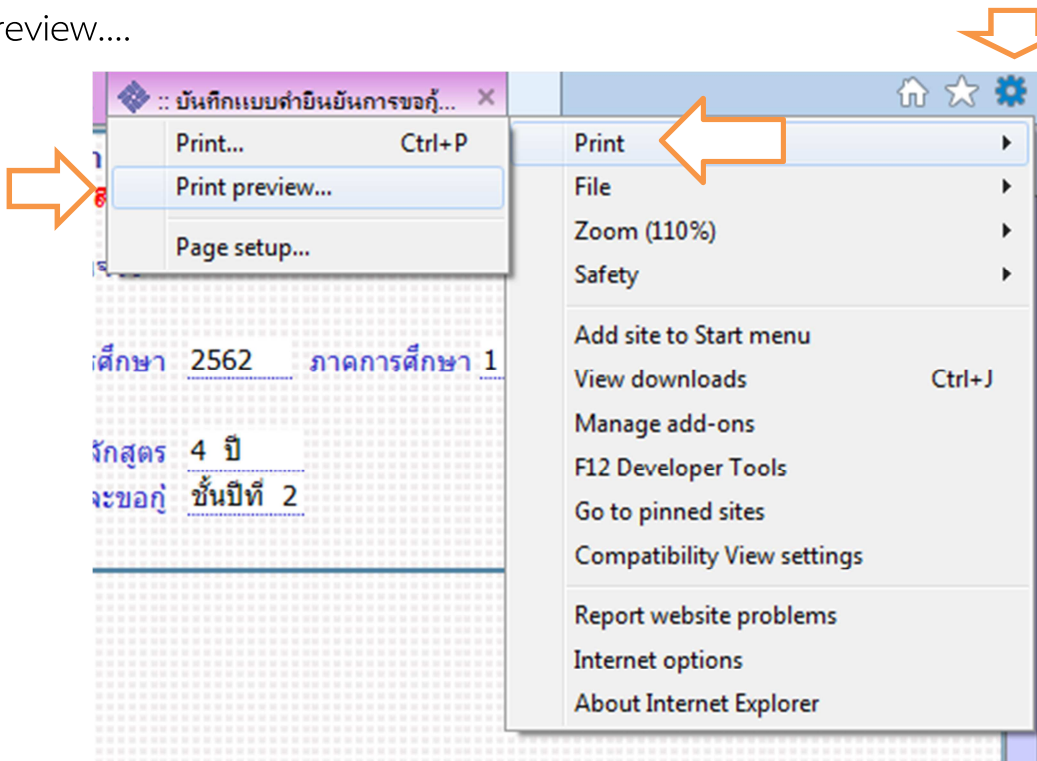 review....
:: บันทึกแบบคำยืนยันการขอกู้...
Print... Ctrl+P
Print preview...
Page setup...
Print
File
Zoom (110%)
Safety
Add site to Start menu
View downloads Ctrl+J
Manage add-ons
F12 Developer Tools
Go to pinned sites
Compatibility View settings
Report website problems
Internet options
About Internet Explorer
ศึกษา 2562 ภาคการศึกษา 1
ลักสูตร 4 ปี
จะขอกู้ ชั้นปีที่ 2